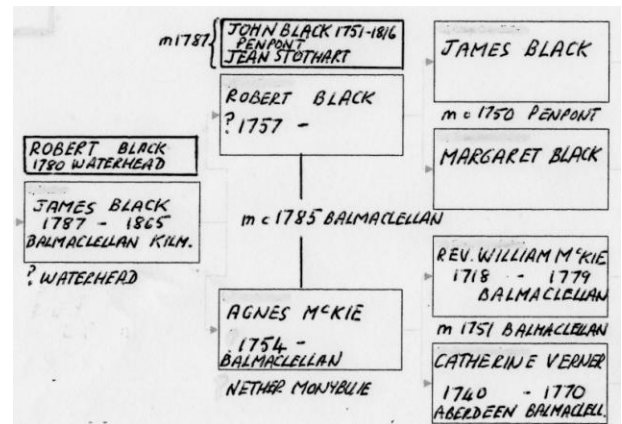 m1787
JOHN BLACK 1751-1816
PENPONT
JEAN STOTHART
ROBERT BLACK
? 1757 -
JAMES BLACK
m c 1750 PENPONT
MARGARET BLACK
ROBERT BLACK
1780 WATERHEAD
JAMES BLACK
1787 - 1865
BALMACLELLAN KILM.
? WATERHEAD
m c 1785 BALMACLELLAN
AGNES McKIE
1754 -
BALMACLELLAN
NETHER MONYBUIE
REV. WILLIAM McKIE
1718 - 1779
BALMACLELLAN
m 1751 BALMACLELLAN
CATHERINE VERNER
1740 - 1770
ABERDEEN BALMACLELL.